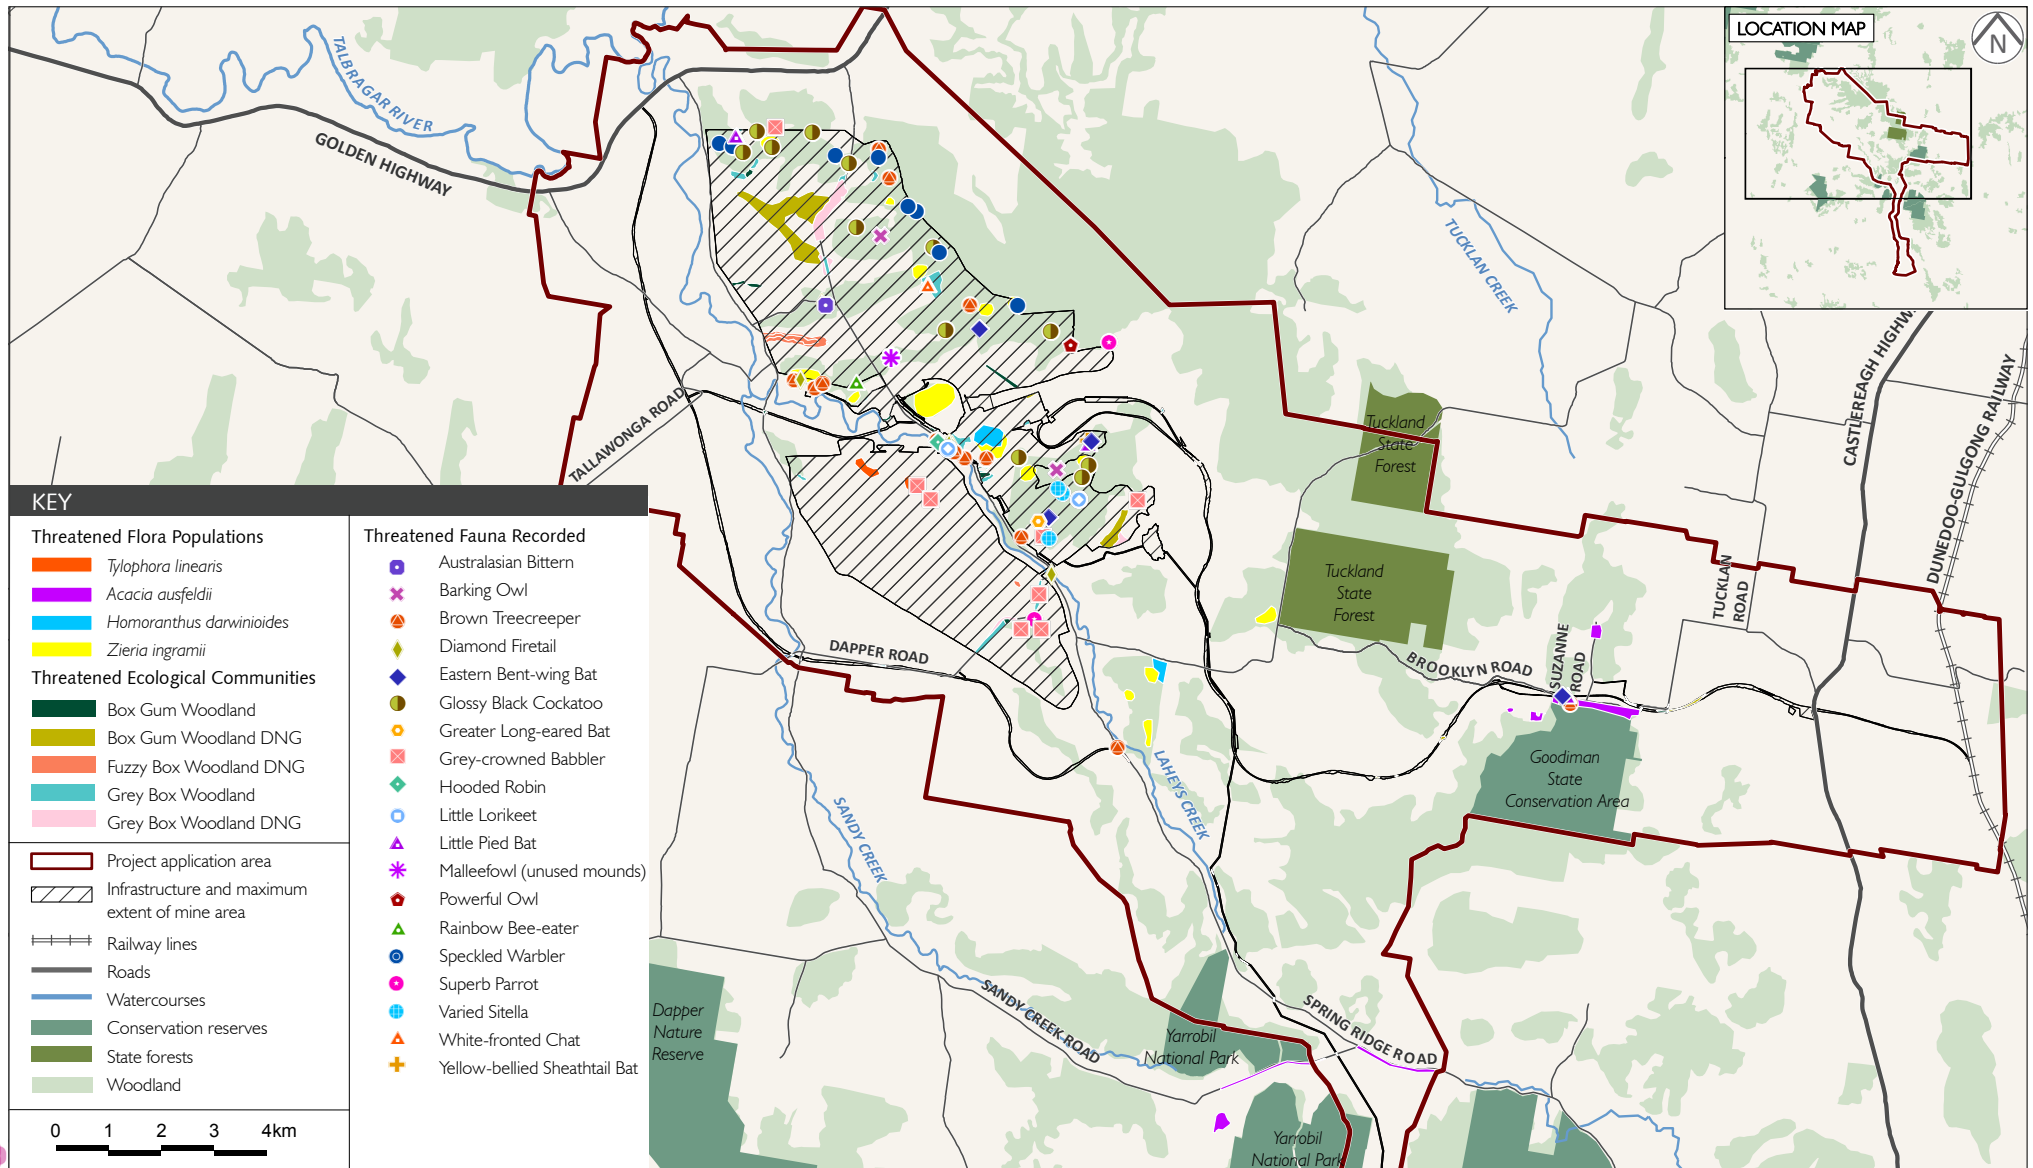 LOCATION MAP
N
TALBRAGAR RIVER
GOLDEN HIGHWAY
TUCKLAN CREEK
CASTLEREAGH HIGHW
DUNEDOO-GULGONG RAILWAY
TALLAWONGA ROAD
Tuckland
State
Forest
Tuckland
State
Forest
TUCKLAN
ROAD
SUZANNE
ROAD
BROOKLYN ROAD
DAPPER ROAD
Goodiman
State
Conservation Area
LAHEYS CREEK
SANDY CREEK
SANDY CREEK ROAD
SPRING RIDGE ROAD
Dapper
Nature
Reserve
Yarrobil
National Park
Yarrobil
National Park
KEY
Threatened Flora Populations
Tylophora linearis
Acacia ausfeldii
Homoranthus darwinioides
Zieria ingramii
Threatened Ecological Communities
Box Gum Woodland
Box Gum Woodland DNG
Fuzzy Box Woodland DNG
Grey Box Woodland
Grey Box Woodland DNG
Project application area
Infrastructure and maximum
extent of mine area
Railway lines
Roads
Watercourses
Conservation reserves
State forests
Woodland
0 1 2 3 4km
Threatened Fauna Recorded
Australasian Bittern
Barking Owl
Brown Treecreeper
Diamond Firetail
Eastern Bent-wing Bat
Glossy Black Cockatoo
Greater Long-eared Bat
Grey-crowned Babbler
Hooded Robin
Little Lorikeet
Little Pied Bat
Malleefowl (unused mounds)
Powerful Owl
Rainbow Bee-eater
Speckled Warbler
Superb Parrot
Varied Sitella
White-fronted Chat
Yellow-bellied Sheathtail Bat